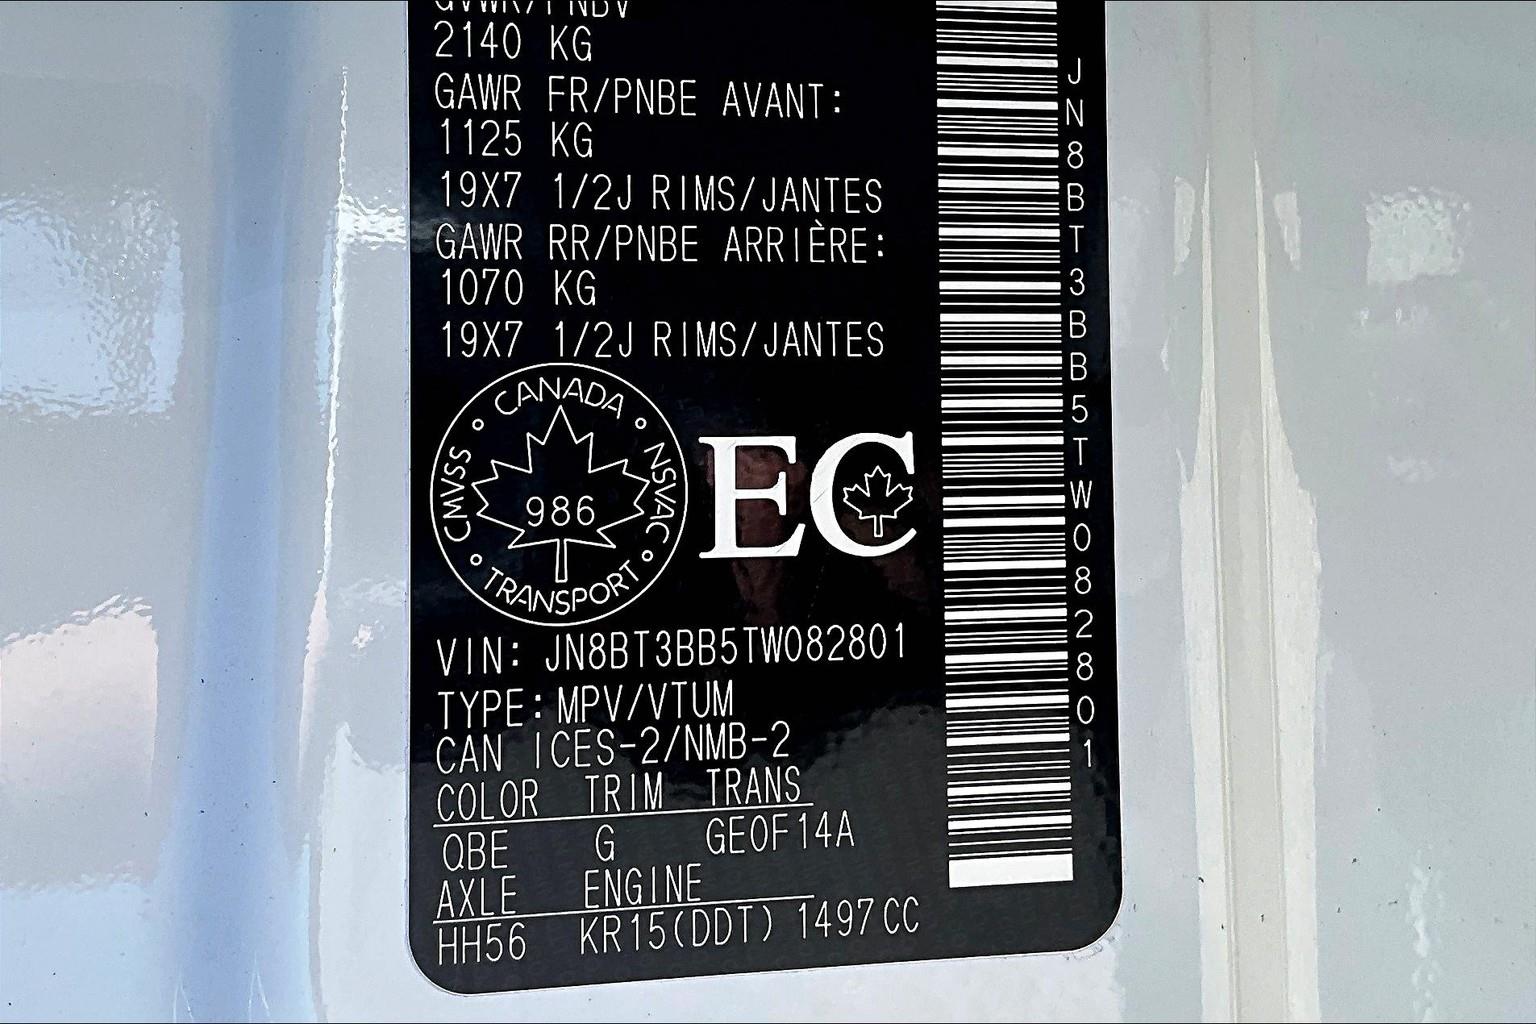 GVWR/PNBV
2140 KG
GAWR FR/PNBE AVANT:
1125 KG
19X7 1/2J RIMS/JANTES
GAWR RR/PNBE ARRIÈRE:
1070 KG
19X7 1/2J RIMS/JANTES
CANADA
CMVSS
NSVAC
986
TRANSPORT
EC
VIN: JN8BT3BB5TW082801
TYPE: MPV/VTUM
CAN ICES-2/NMB-2
COLOR TRIM TRANS
QBE G GE0F14A
AXLE ENGINE
HH56 KR15(DDT) 1497CC
JN8BT3BB5TW082801